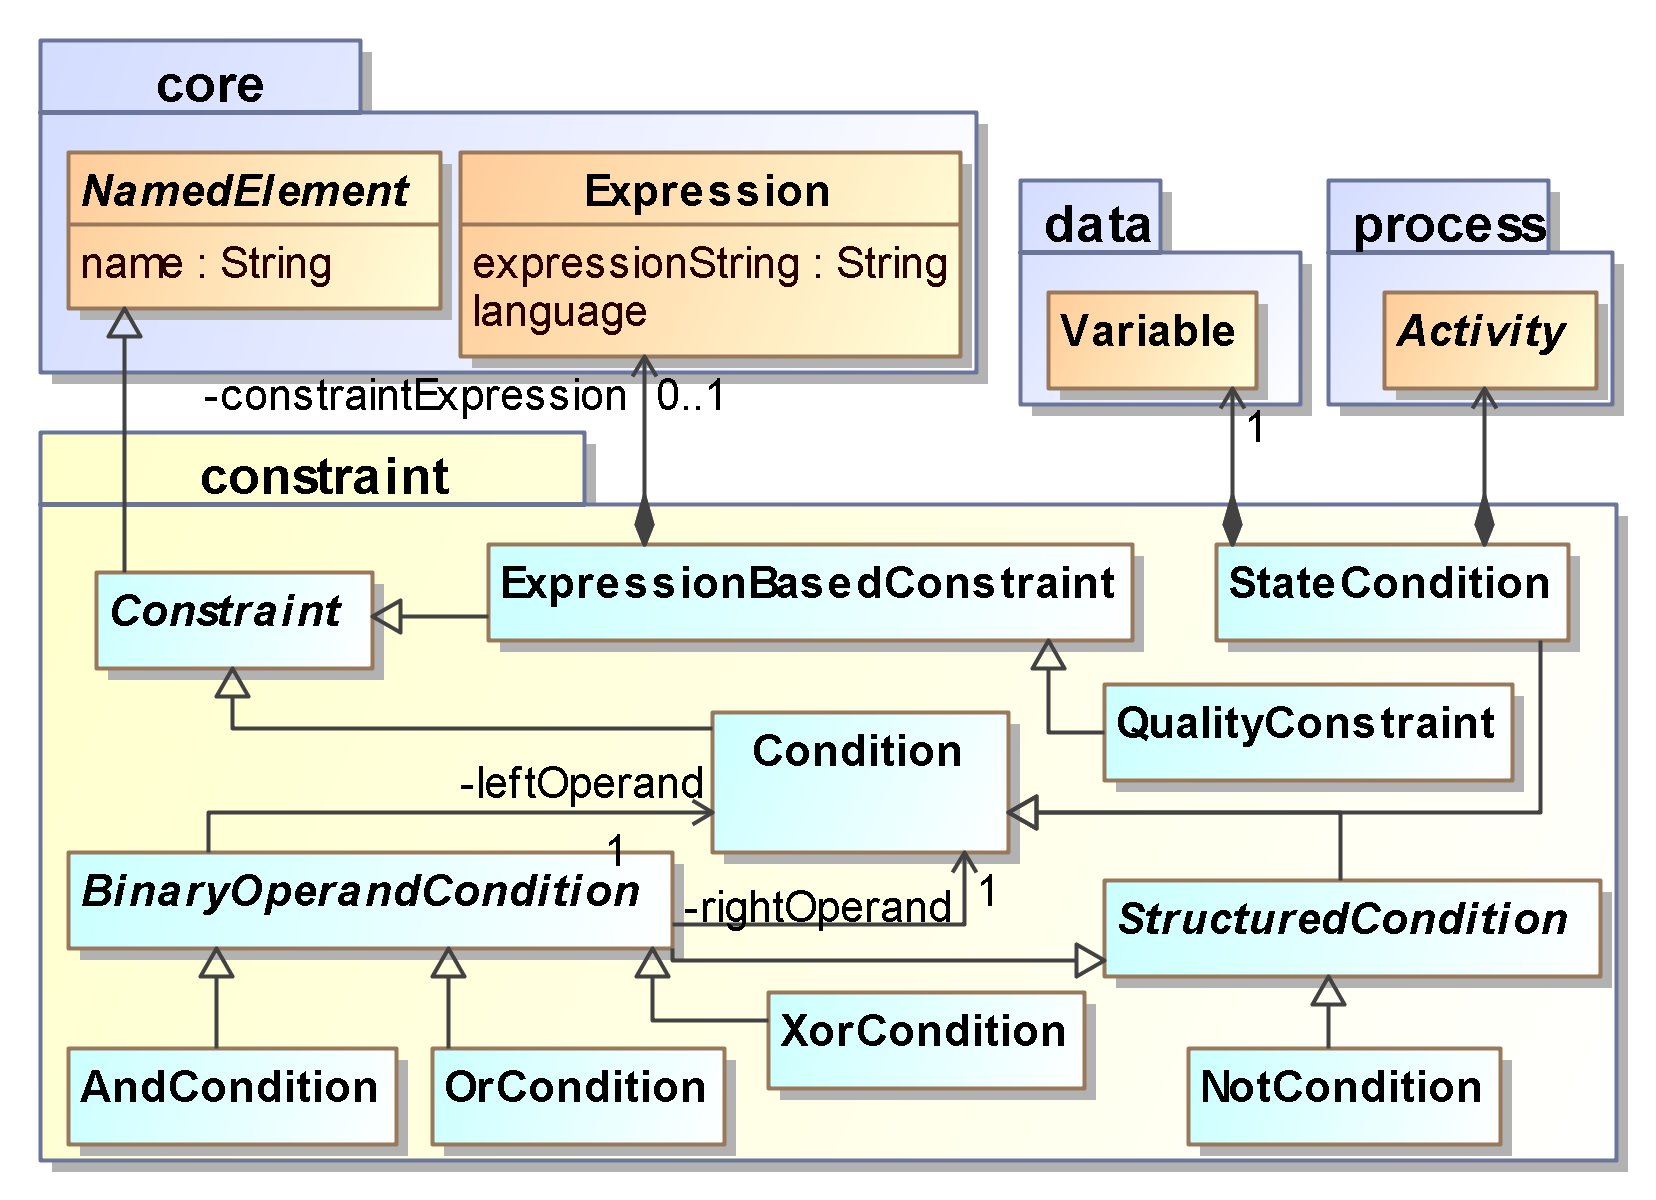 core
NamedElement
name : String
Expression
expressionString : String
language
data
Variable
process
Activity
-constraintExpression 0..1
1
constraint
Constraint
ExpressionBasedConstraint
StateCondition
QualityConstraint
Condition
-leftOperand
1
BinaryOperandCondition
-rightOperand
1
StructuredCondition
XorCondition
AndCondition
OrCondition
NotCondition